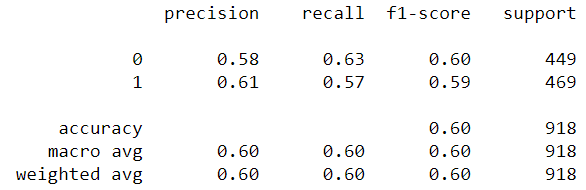 precision recall f1-score support
0 0.58 0.63 0.60 449
1 0.61 0.57 0.59 469
accuracy 0.60 918
macro avg 0.60 0.60 0.60 918
weighted avg 0.60 0.60 0.60 918